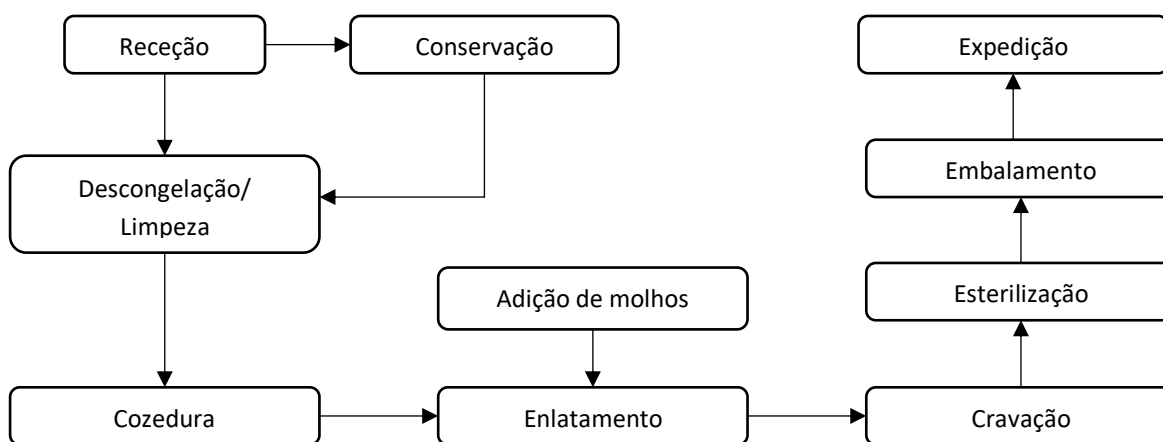 Receção
Conservação
Expedição
Descongelação/
Limpeza
Embalamento
Adição de molhos
Esterilização
Cozedura
Enlatamento
Cravação